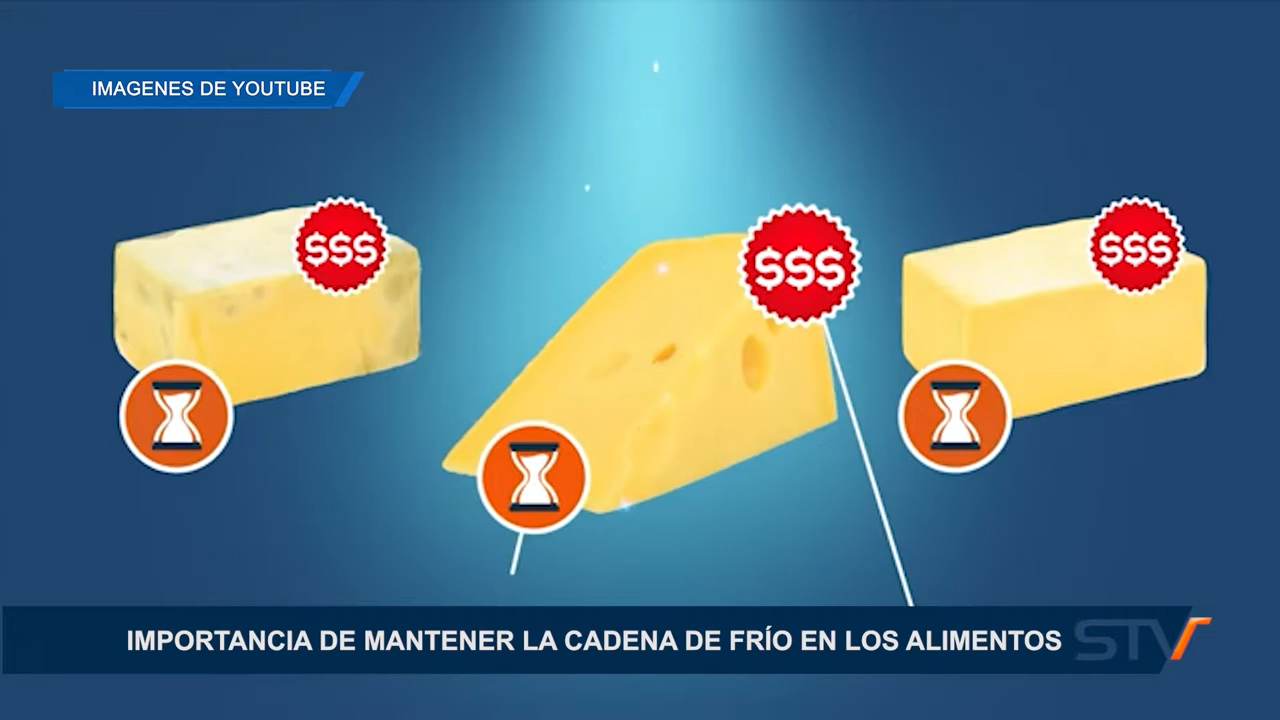 IMAGENES DE YOUTUBE
$$$
$$$
$$$
IMPORTANCIA DE MANTENER LA CADENA DE FRÍO EN LOS ALIMENTOS
STV